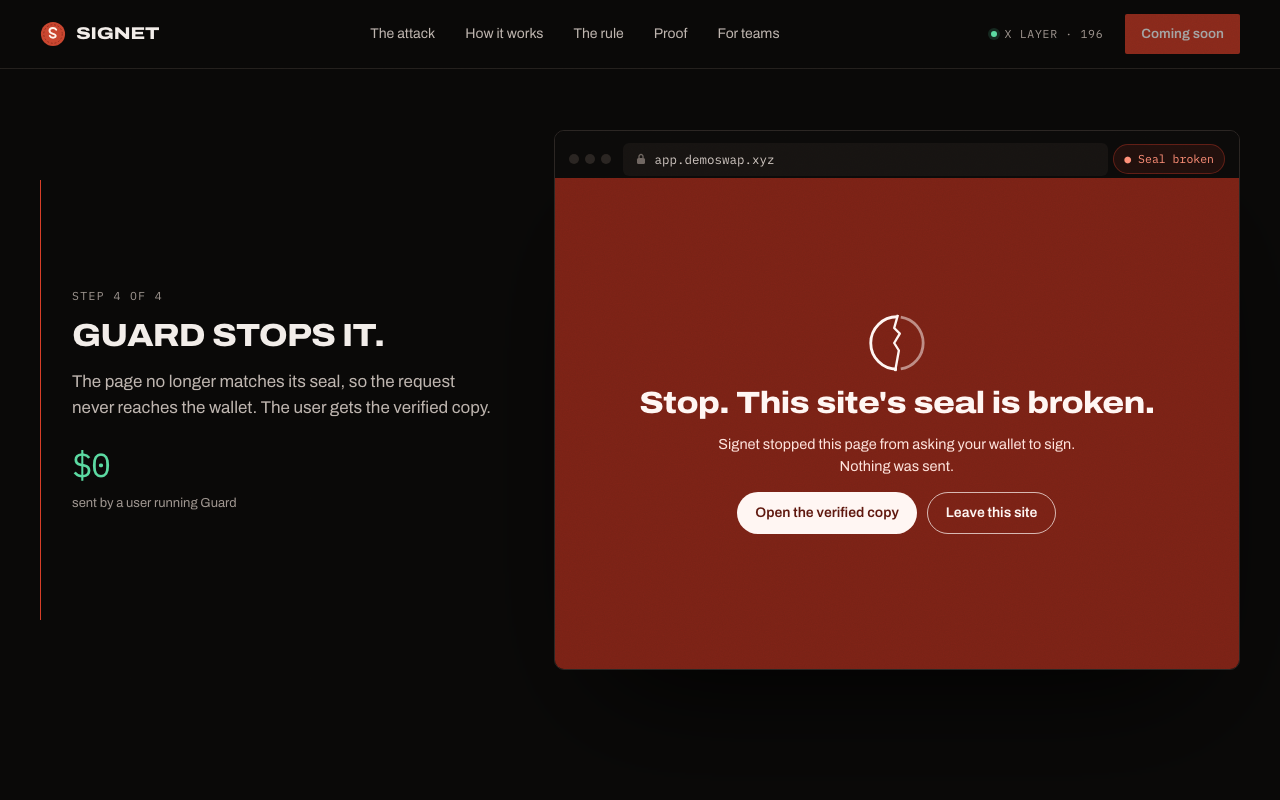 SIGNET
The attack
How it works
The rule
Proof
For teams
X LAYER · 196
Coming soon
STEP 4 OF 4
GUARD STOPS IT.
The page no longer matches its seal, so the request
never reaches the wallet. The user gets the verified copy.
$0
sent by a user running Guard
app.demoswap.xyz
Seal broken
Stop. This site's seal is broken.
Signet stopped this page from asking your wallet to sign.
Nothing was sent.
Open the verified copy
Leave this site